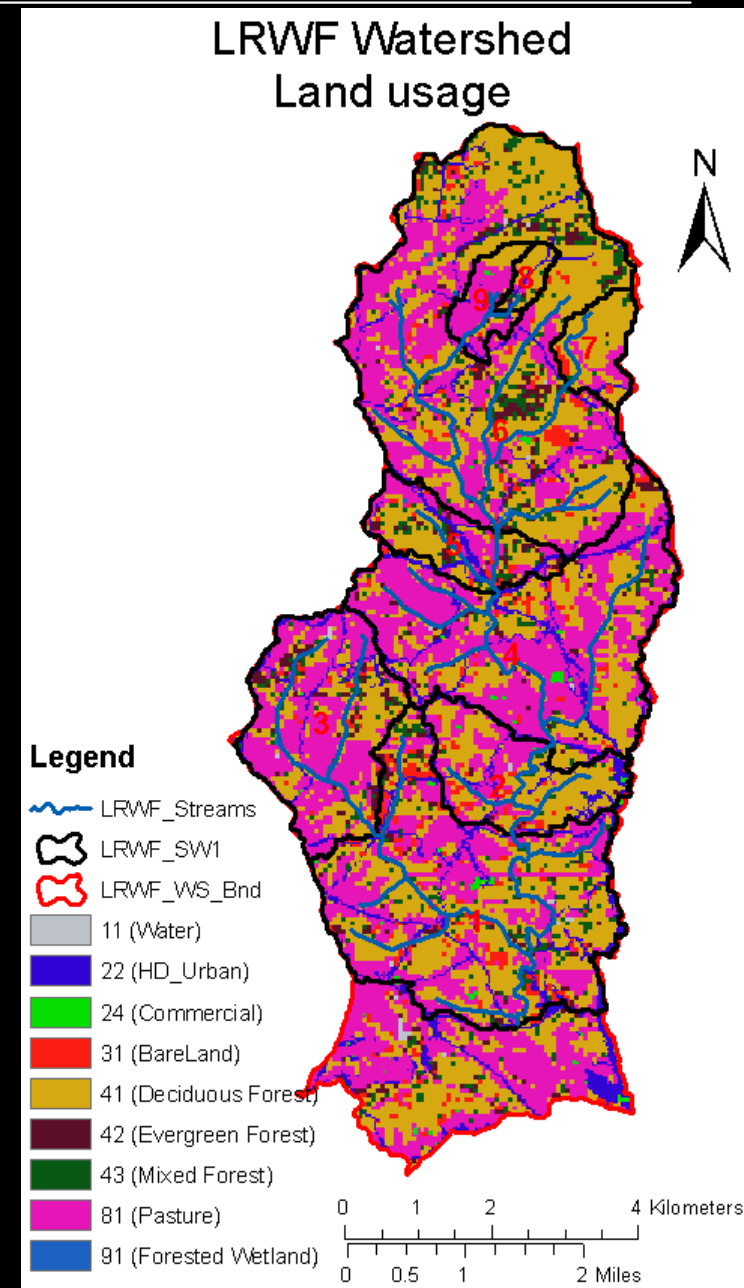 LRWF Watershed
Land usage
N
8
9
7
6
5
4
3
2
1
Legend
LRWF_Streams
LRWF_SW1
LRWF_WS_Bnd
11 (Water)
22 (HD_Urban)
24 (Commercial)
31 (BareLand)
41 (Deciduous Forest)
42 (Evergreen Forest)
43 (Mixed Forest)
81 (Pasture)
91 (Forested Wetland)
0 1 2 4 Kilometers
0 0.5 1 2 Miles